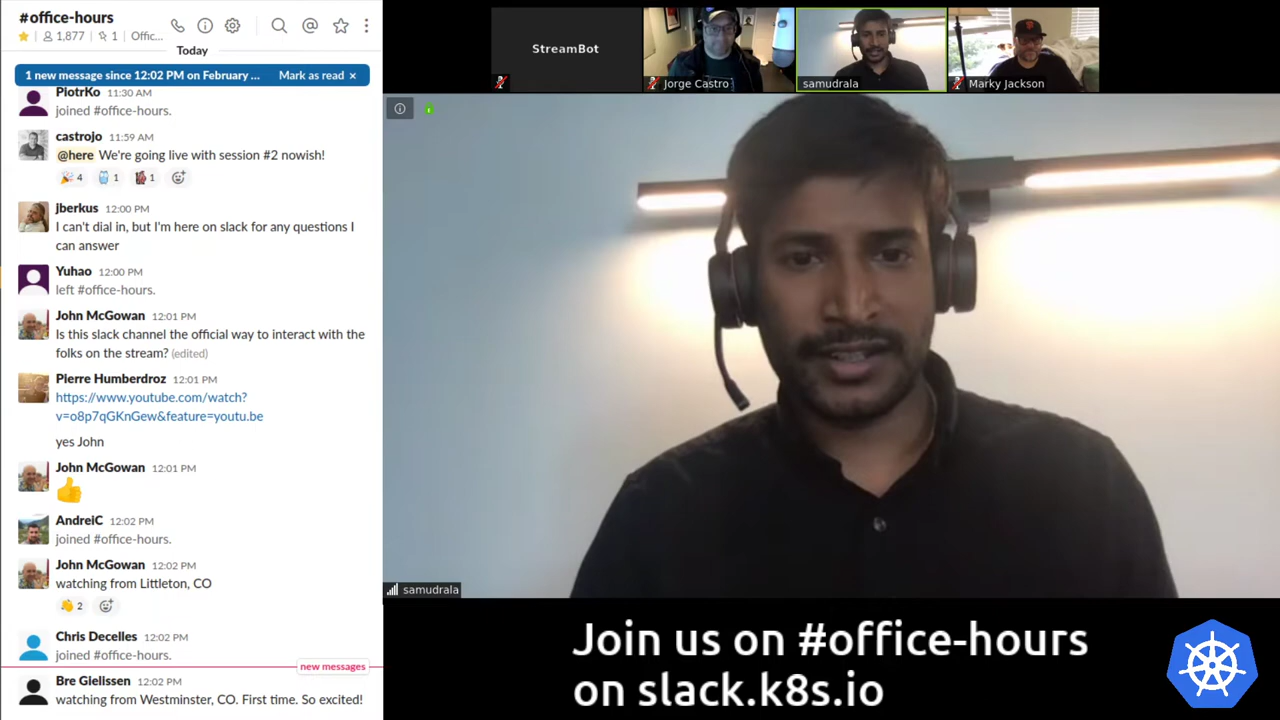 #office-hours
1,877
1
Offic...
Today
1 new message since 12:02 PM on February ...
Mark as read ×
PiotrKo 11:30 AM
joined #office-hours.
castrojo 11:59 AM
@here We're going live with session #2 nowish!
4
1
1
jberkus 12:00 PM
I can't dial in, but I'm here on slack for any questions I
can answer
Yuhao 12:00 PM
left #office-hours.
John McGowan 12:01 PM
Is this slack channel the official way to interact with the
folks on the stream? (edited)
Pierre Humberdroz 12:01 PM
https://www.youtube.com/watch?
v=o8p7qGKnGew&feature=youtu.be
yes John
John McGowan 12:01 PM
AndreiC 12:02 PM
joined #office-hours.
John McGowan 12:02 PM
watching from Littleton, CO
2
Chris Decelles 12:02 PM
joined #office-hours.
new messages
Bre Gielissen 12:02 PM
watching from Westminster, CO. First time. So excited!
StreamBot
Jorge Castro
samudrala
Marky Jackson
samudrala
Join us on #office-hours
on slack.k8s.io